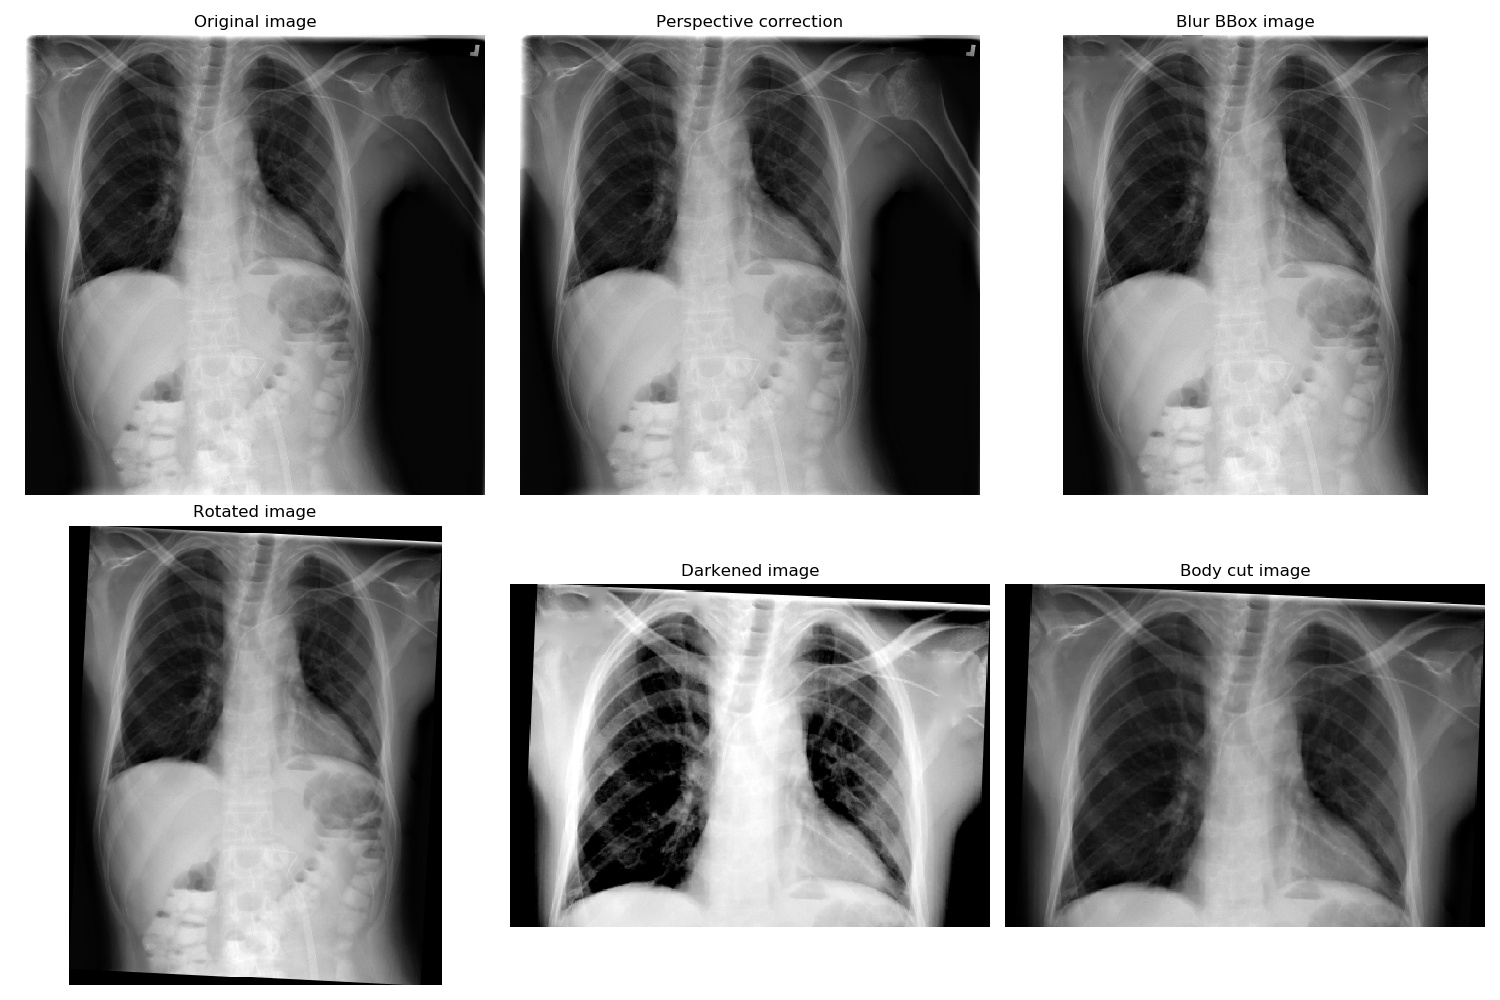 Original image
Perspective correction
Blur BBox image
Rotated image
Darkened image
Body cut image